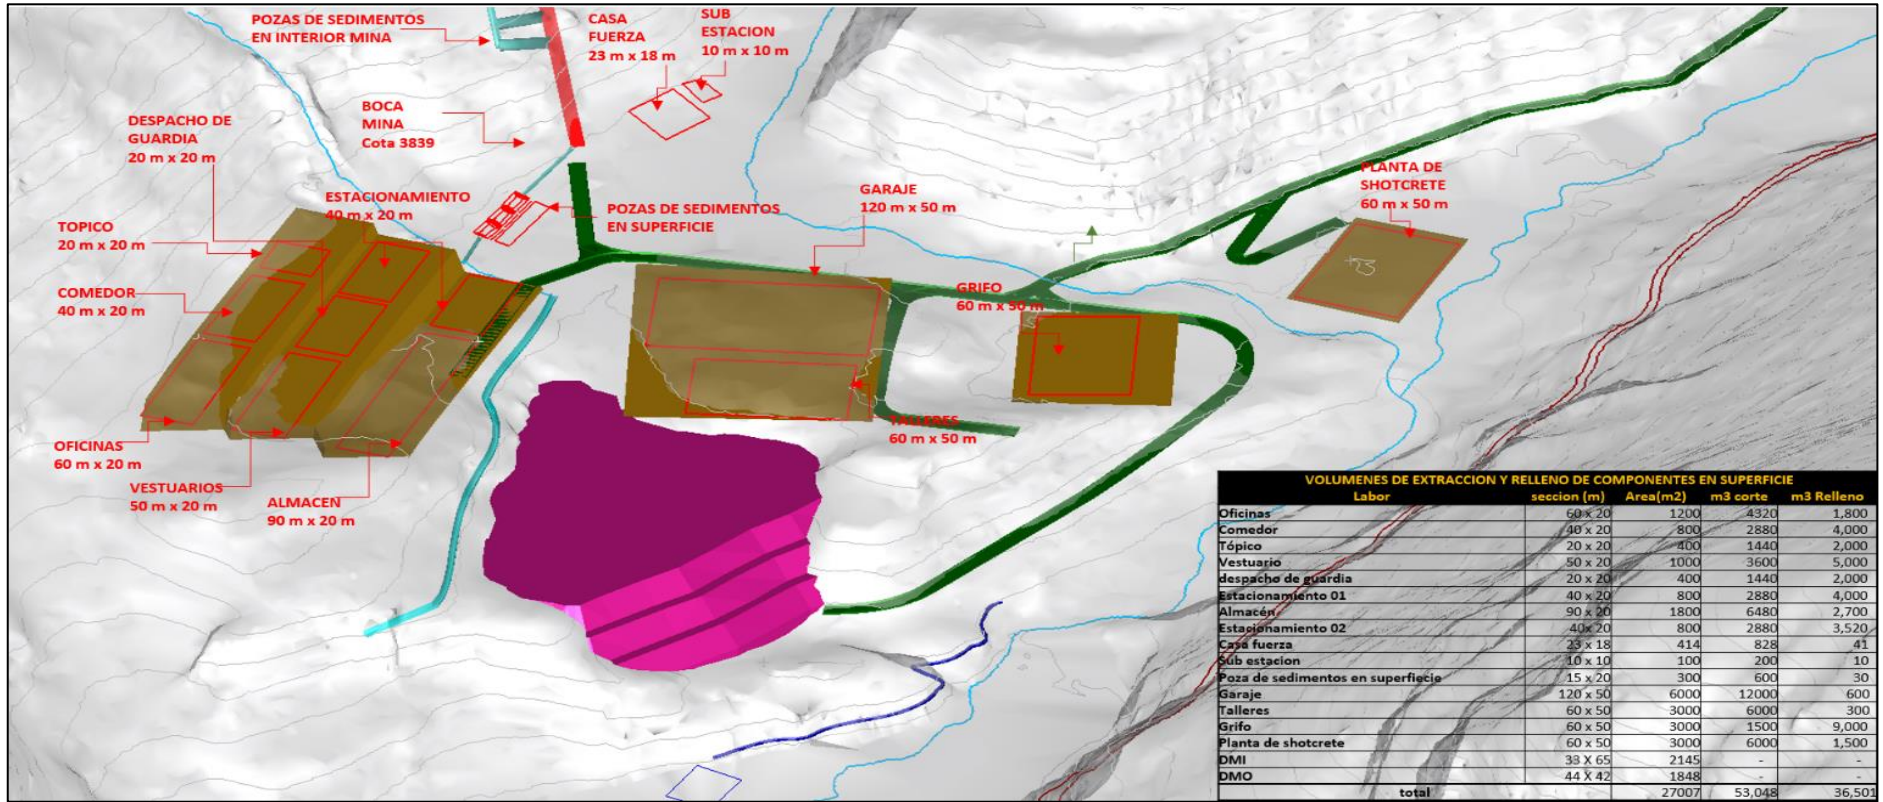 POZAS DE SEDIMENTOS
EN INTERIOR MINA
CASA
FUERZA
23 m x 18 m
SUB
ESTACION
10 m x 10 m
BOCA
MINA
Cota 3839
DESPACHO DE
GUARDIA
20 m x 20 m
ESTACIONAMIENTO
40 m x 20 m
POZAS DE SEDIMENTOS
EN SUPERFICIE
GARAJE
120 m x 50 m
PLANTA DE
SHOTCRETE
60 m x 50 m
TOPICO
20 m x 20 m
COMEDOR
40 m x 20 m
GRIFO
60 m x 50 m
TALLERES
60 m x 50 m
OFICINAS
60 m x 20 m
VESTUARIOS
50 m x 20 m
ALMACEN
90 m x 20 m
VOLUMENES DE EXTRACCION Y RELLENO DE COMPONENTES EN SUPERFICIE
Labor seccion (m) Area(m2) m3 corte m3 Relleno
Oficinas 60 x 20 1200 4320 1,800
Comedor 40 x 20 800 2880 4,000
Tópico 20 x 20 400 1440 2,000
Vestuario 50 x 20 1000 3600 5,000
despacho de guardia 20 x 20 400 1440 2,000
Estacionamiento 01 40 x 20 800 2880 4,000
Almacén 90 x 20 1800 6480 2,700
Estacionamiento 02 40x 20 800 2880 3,520
Casa fuerza 23 x 18 414 828 41
Sub estacion 10 x 10 100 200 10
Poza de sedimentos en superfiecie 15 x 20 300 600 30
Garaje 120 x 50 6000 12000 600
Talleres 60 x 50 3000 6000 300
Grifo 60 x 50 3000 1500 9,000
Planta de shotcrete 60 x 50 3000 6000 1,500
DMI 33 X 65 2145 - -
DMO 44 X 42 1848 - -
total 27007 53,048 36,501